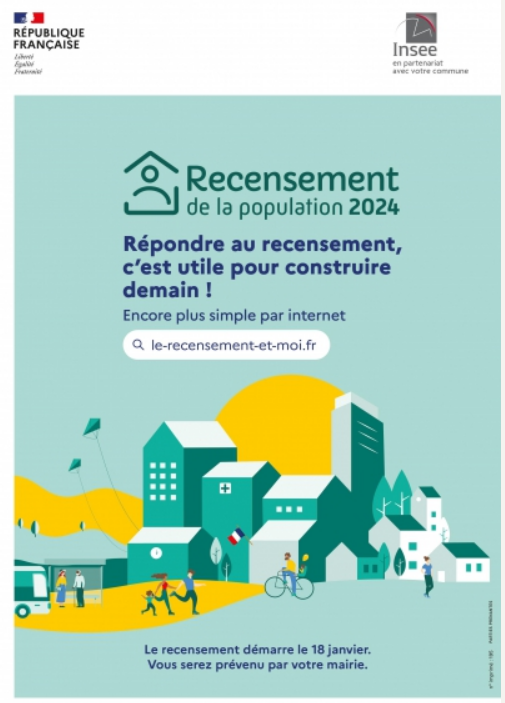 RÉPUBLIQUE
FRANÇAISE
Liberté
Égalité
Fraternité
Insee
en partenariat
avec votre commune
Recensement
de la population 2024
Répondre au recensement,
c'est utile pour construire
demain !
Encore plus simple par internet
le-recensement-et-moi.fr
Le recensement démarre le 18 janvier.
Vous serez prévenu par votre mairie.